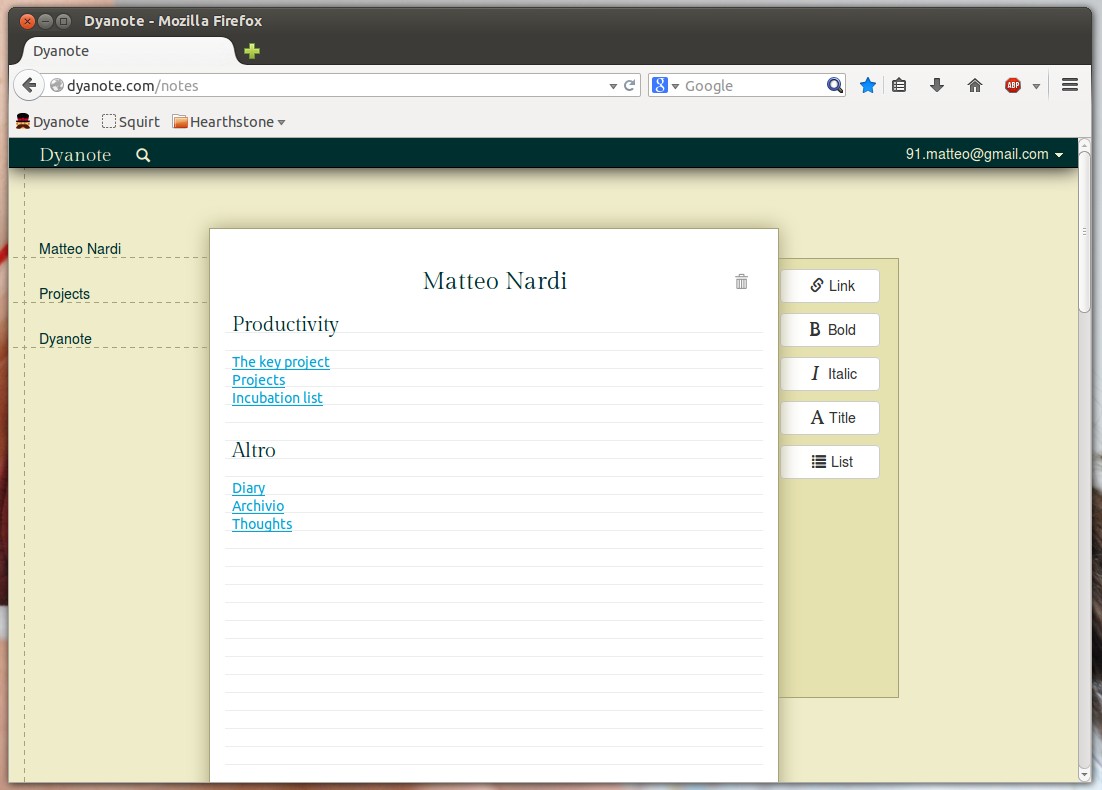 Dyanote - Mozilla Firefox
Dyanote
dyanote.com/notes
8 Google
ABP
Dyanote Squirt Hearthstone
Dyanote
91.matteo@gmail.com
Matteo Nardi
Projects
Dyanote
Matteo Nardi
Productivity
The key project
Projects
Incubation list
Altro
Diary
Archivio
Thoughts
Link
B Bold
I Italic
A Title
List